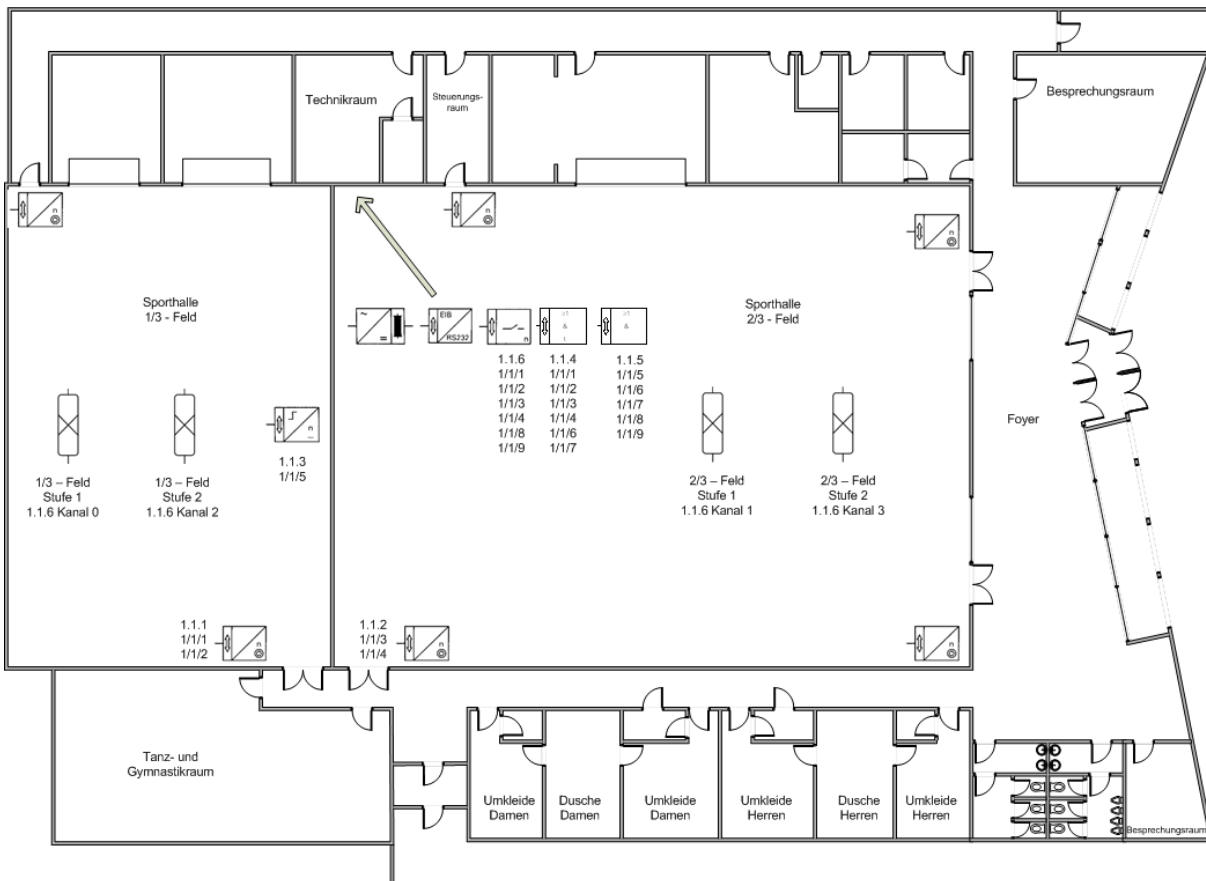 Technikraum
Steuerungs-
raum
Besprechungsraum
n
n
n
Sporthalle
1/3 - Feld
Sporthalle
2/3 - Feld
~
=
EIB
RS232
n
≥1
&
t
≥1
&
1.1.6
1/1/1
1/1/2
1/1/3
1/1/4
1/1/8
1/1/9
1.1.4
1/1/1
1/1/2
1/1/3
1/1/4
1/1/6
1/1/7
1.1.5
1/1/5
1/1/6
1/1/7
1/1/8
1/1/9
n
1.1.3
1/1/5
Foyer
1/3 – Feld
Stufe 1
1.1.6 Kanal 0
1/3 – Feld
Stufe 2
1.1.6 Kanal 2
2/3 – Feld
Stufe 1
1.1.6 Kanal 1
2/3 – Feld
Stufe 2
1.1.6 Kanal 3
1.1.1
1/1/1
1/1/2
n
1.1.2
1/1/3
1/1/4
n
n
Tanz- und
Gymnastikraum
Umkleide
Damen
Dusche
Damen
Umkleide
Damen
Umkleide
Herren
Dusche
Herren
Umkleide
Herren
Besprechungsraum